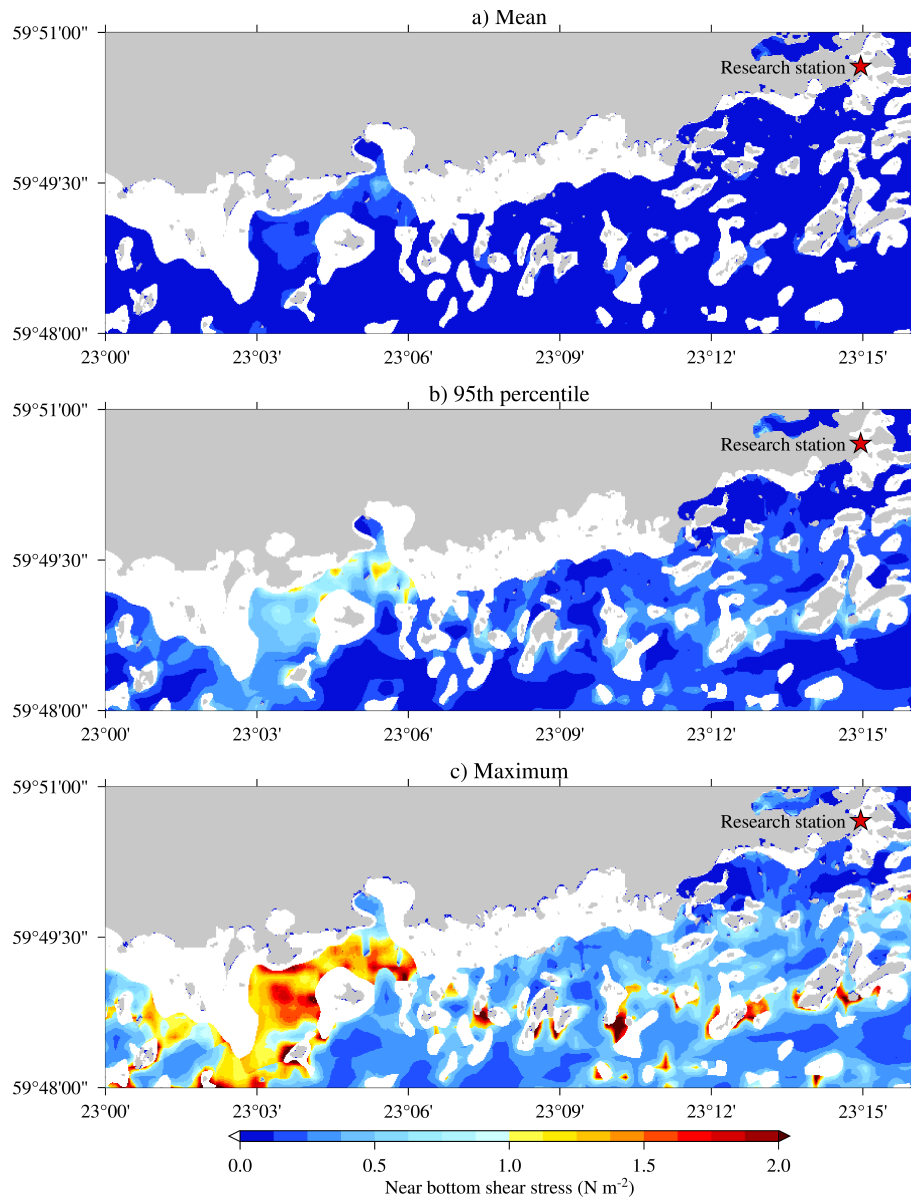 a) Mean
59°51'00"
Research station
59°49'30"
59°48'00"
23°00' 23°03' 23°06' 23°09' 23°12' 23°15'
b) 95th percentile
59°51'00"
Research station
59°49'30"
59°48'00"
23°00' 23°03' 23°06' 23°09' 23°12' 23°15'
c) Maximum
59°51'00"
Research station
59°49'30"
59°48'00"
23°00' 23°03' 23°06' 23°09' 23°12' 23°15'
0.0 0.5 1.0 1.5 2.0
Near bottom shear stress (N m⁻²)